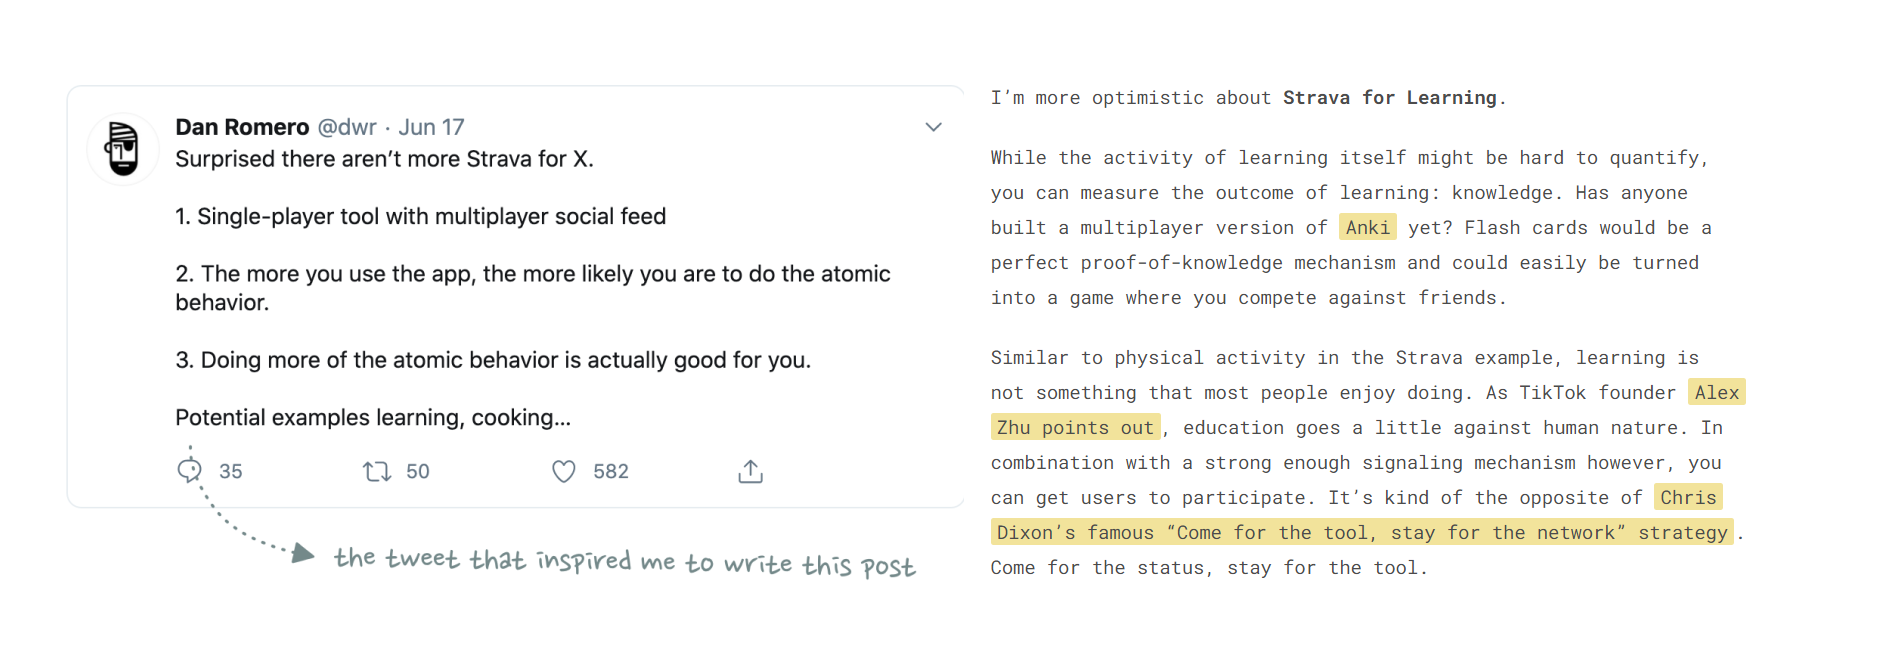 Dan Romero @dwr · Jun 17
Surprised there aren’t more Strava for X.
1. Single-player tool with multiplayer social feed
2. The more you use the app, the more likely you are to do the atomic
behavior.
3. Doing more of the atomic behavior is actually good for you.
Potential examples learning, cooking...
35 50 582
the tweet that inspired me to write this post
I’m more optimistic about Strava for Learning.
While the activity of learning itself might be hard to quantify,
you can measure the outcome of learning: knowledge. Has anyone
built a multiplayer version of Anki yet? Flash cards would be a
perfect proof-of-knowledge mechanism and could easily be turned
into a game where you compete against friends.
Similar to physical activity in the Strava example, learning is
not something that most people enjoy doing. As TikTok founder Alex
Zhu points out, education goes a little against human nature. In
combination with a strong enough signaling mechanism however, you
can get users to participate. It’s kind of the opposite of Chris
Dixon’s famous “Come for the tool, stay for the network” strategy.
Come for the status, stay for the tool.